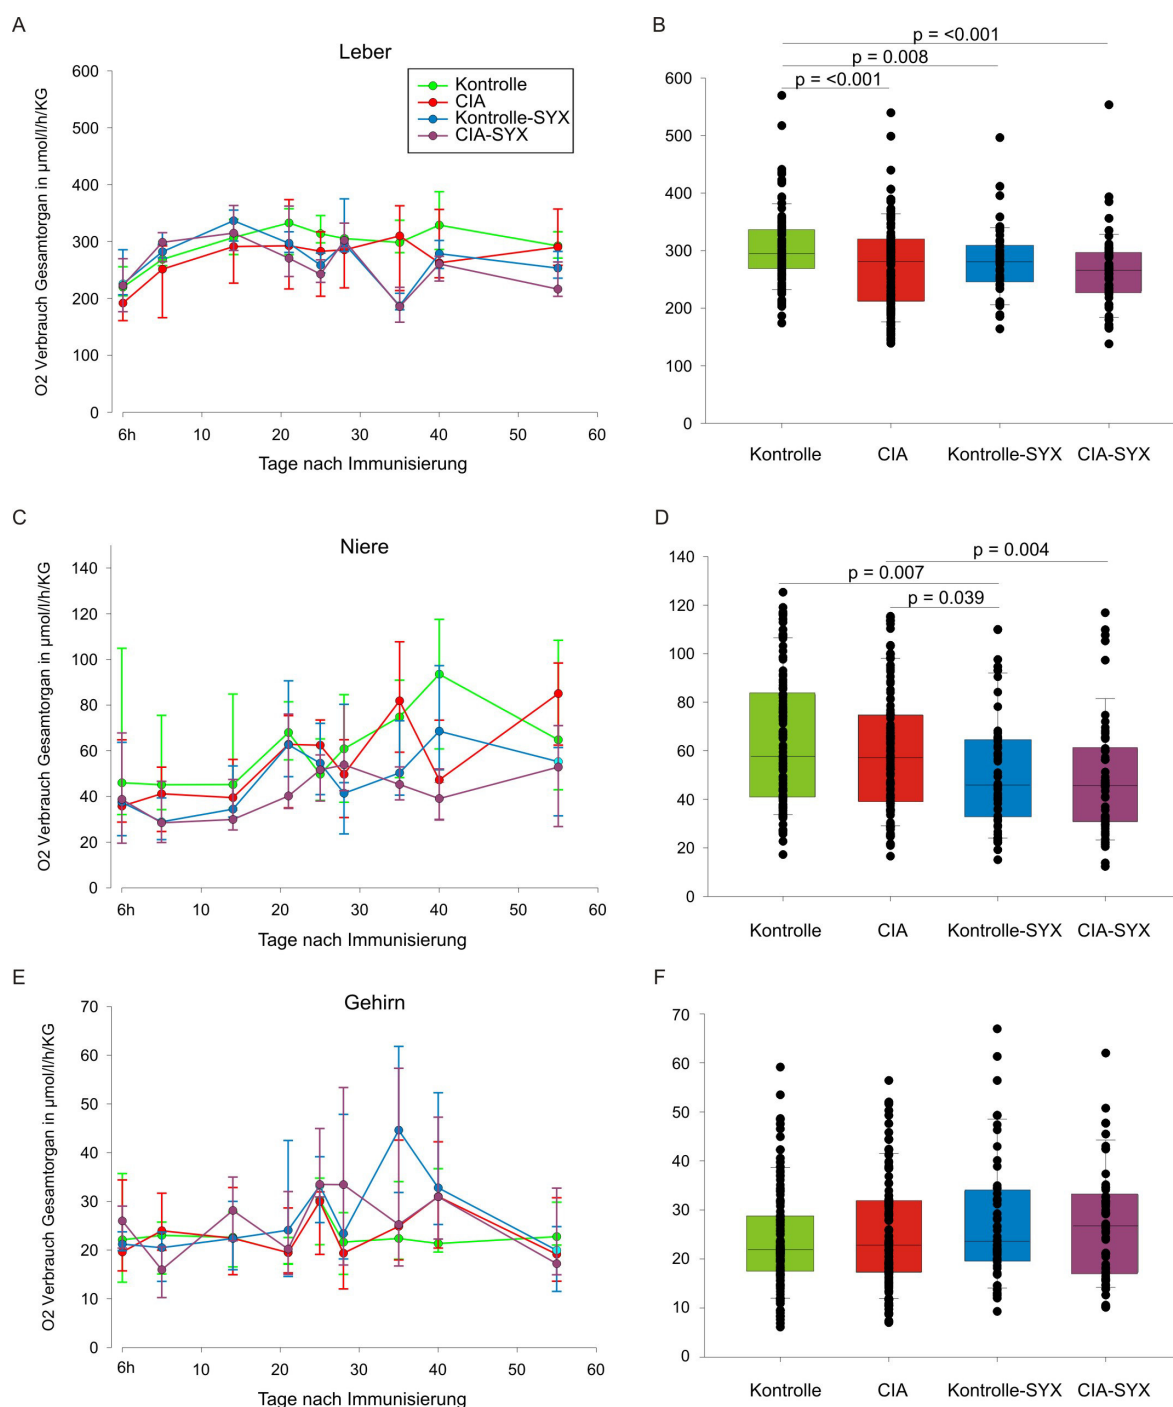 A
Leber
O2 Verbrauch Gesamtorgan in µmol/l/h/KG
600
500
400
300
200
100
0
Kontrolle
CIA
Kontrolle-SYX
CIA-SYX
6h 10 20 30 40 50 60
Tage nach Immunisierung
B
p = <0.001
p = 0.008
p = <0.001
600
500
400
300
200
100
0
Kontrolle CIA Kontrolle-SYX CIA-SYX
C
Niere
O2 Verbrauch Gesamtorgan in µmol/l/h/KG
140
120
100
80
60
40
20
0
6h 10 20 30 40 50 60
Tage nach Immunisierung
D
p = 0.004
p = 0.007
p = 0.039
140
120
100
80
60
40
20
0
Kontrolle CIA Kontrolle-SYX CIA-SYX
E
Gehirn
O2 Verbrauch Gesamtorgan in µmol/l/h/KG
70
60
50
40
30
20
10
0
6h 10 20 30 40 50 60
Tage nach Immunisierung
F
70
60
50
40
30
20
10
0
Kontrolle CIA Kontrolle-SYX CIA-SYX